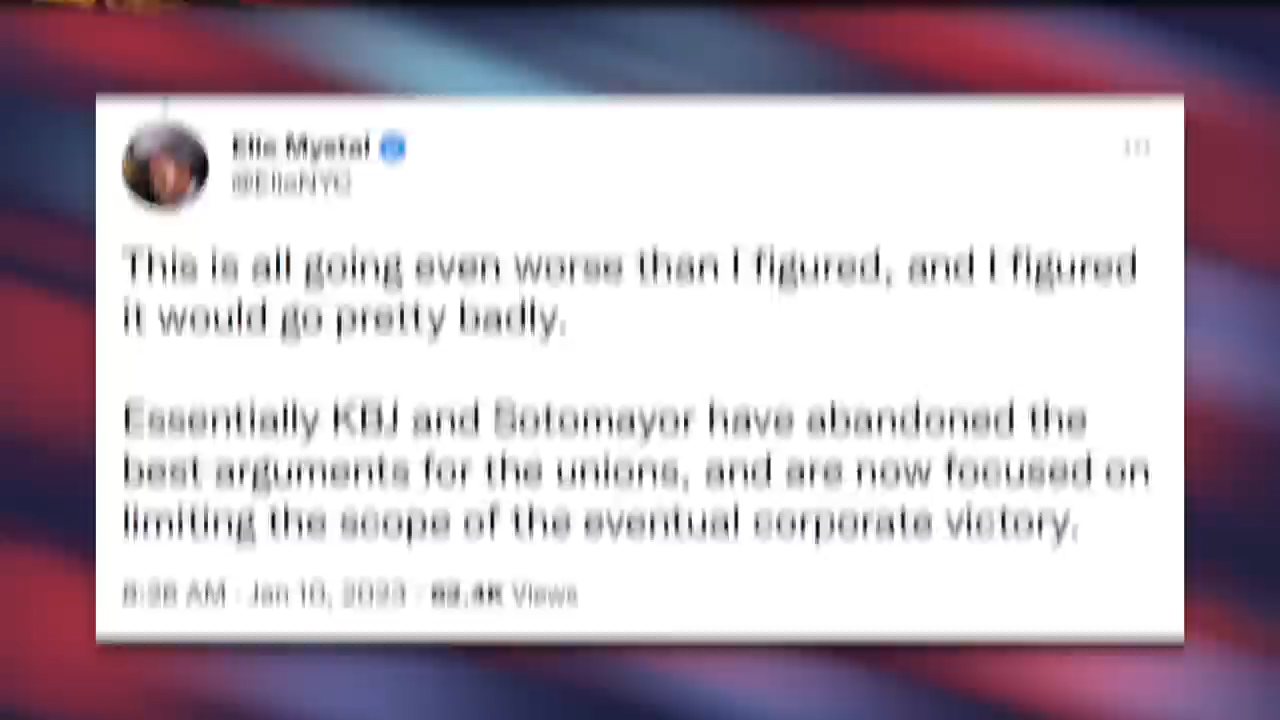 Elie Mystal
@ElieNYC
This is all going even worse than I figured, and I figured
it would go pretty badly.
Essentially KBJ and Sotomayor have abandoned the
best arguments for the unions, and are now focused on
limiting the scope of the eventual corporate victory.
AM · Jan 10, 2023 · Views